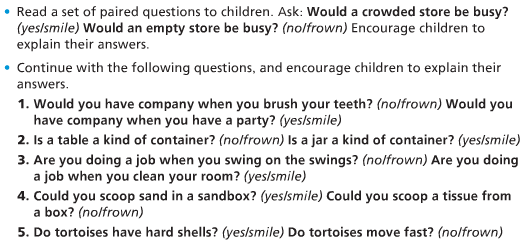 • Read a set of paired questions to children. Ask: Would a crowded store be busy?
(yes/smile) Would an empty store be busy? (no/frown) Encourage children to
explain their answers.
• Continue with the following questions, and encourage children to explain their
answers.
1. Would you have company when you brush your teeth? (no/frown) Would you
have company when you have a party? (yes/smile)
2. Is a table a kind of container? (no/frown) Is a jar a kind of container? (yes/smile)
3. Are you doing a job when you swing on the swings? (no/frown) Are you doing
a job when you clean your room? (yes/smile)
4. Could you scoop sand in a sandbox? (yes/smile) Could you scoop a tissue from
a box? (no/frown)
5. Do tortoises have hard shells? (yes/smile) Do tortoises move fast? (no/frown)